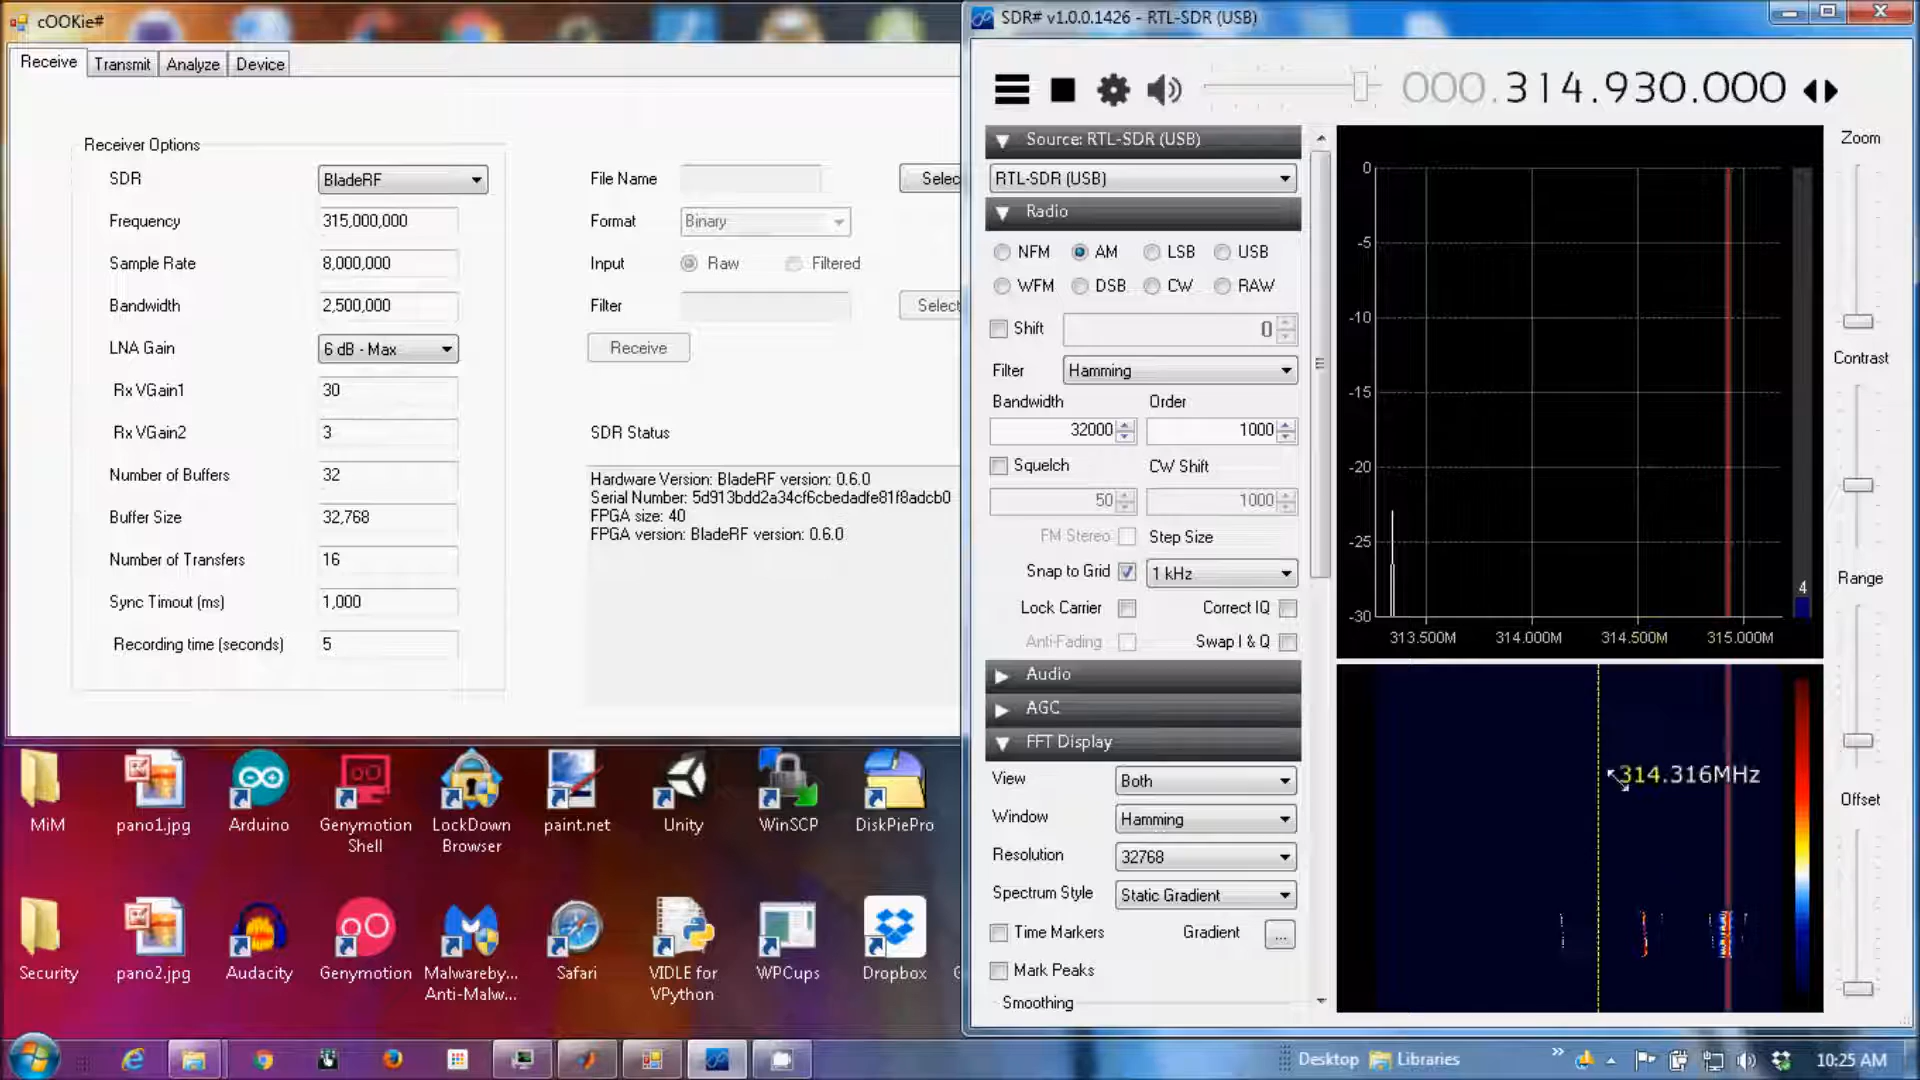 cOOKie#
Receive
Transmit
Analyze
Device
Receiver Options
SDR
BladeRF
Frequency
315,000,000
Sample Rate
8,000,000
Bandwidth
2,500,000
LNA Gain
6 dB - Max
Rx VGain1
30
Rx VGain2
3
Number of Buffers
32
Buffer Size
32,768
Number of Transfers
16
Sync Timout (ms)
1,000
Recording time (seconds)
5
File Name
Selec
Format
Binary
Input
Raw
Filtered
Filter
Select
Receive
SDR Status
Hardware Version: BladeRF version: 0.6.0
Serial Number: 5d913bdd2a34cf6cbedadfe81f8adcb0
FPGA size: 40
FPGA version: BladeRF version: 0.6.0
SDR# v1.0.0.1426 - RTL-SDR (USB)
000.314.930.000
Source: RTL-SDR (USB)
RTL-SDR (USB)
Radio
NFM
AM
LSB
USB
WFM
DSB
CW
RAW
Shift
0
Filter
Hamming
Bandwidth
Order
32000
1000
Squelch
CW Shift
50
1000
FM Stereo
Step Size
Snap to Grid
1 kHz
Lock Carrier
Correct IQ
Anti-Fading
Swap I & Q
Audio
AGC
FFT Display
View
Both
Window
Hamming
Resolution
32768
Spectrum Style
Static Gradient
Time Markers
Gradient
...
Mark Peaks
Smoothing
0
-5
-10
-15
-20
-25
-30
313.500M
314.000M
314.500M
315.000M
4
314.316MHz
Zoom
Contrast
Range
Offset
MiM
pano1.jpg
Arduino
Genymotion
Shell
LockDown
Browser
paint.net
Unity
WinSCP
DiskPiePro
Security
pano2.jpg
Audacity
Genymotion
Malwareby...
Anti-Malw...
Safari
VIDLE for
VPython
WPCups
Dropbox
Desktop
Libraries
10:25 AM